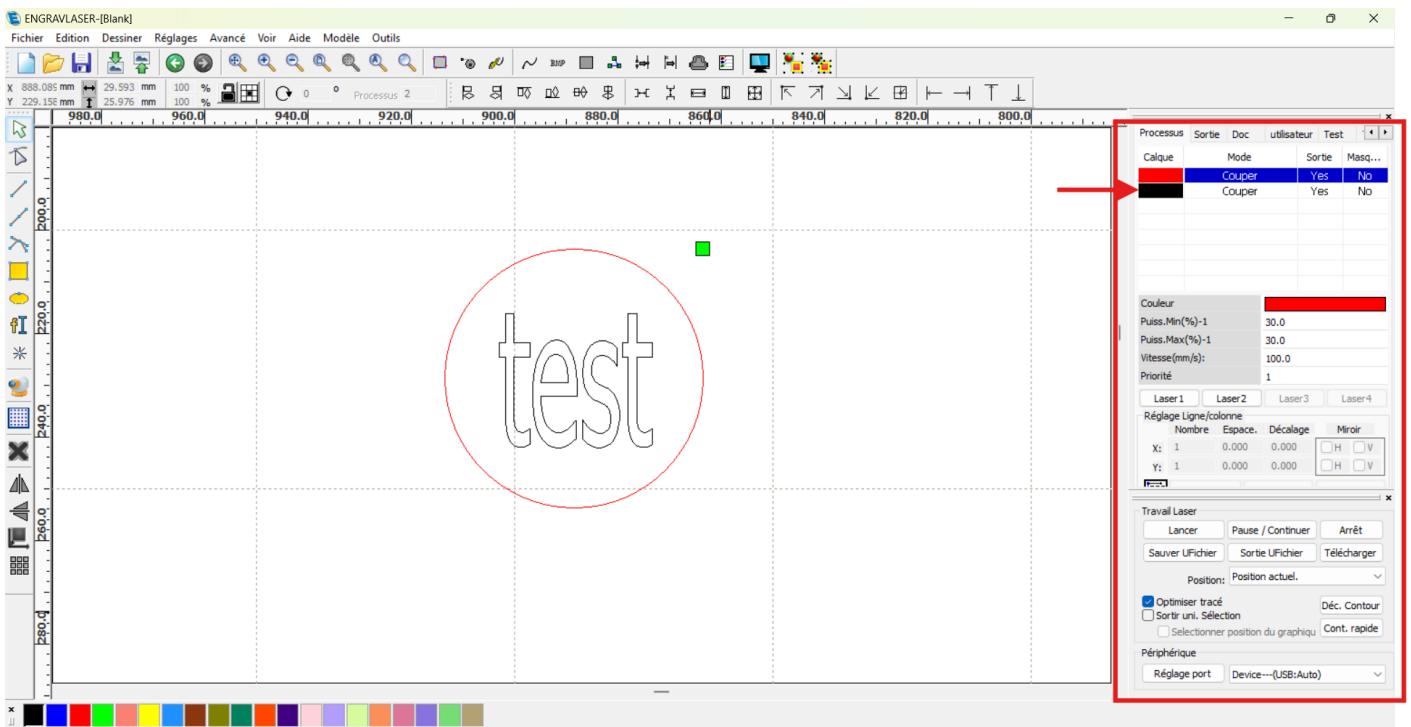 ENGRAVLASER-[Blank]
Fichier Edition Dessiner Réglages Avancé Voir Aide Modèle Outils
BMP
X 888.089 mm 29.593 mm 100 %
Y 229.158 mm 25.976 mm 100 %
0 ° Processus 2
980.0 960.0 940.0 920.0 900.0 880.0 860.0 840.0 820.0 800.0
200.0
220.0
240.0
260.0
280.0
test
Processus Sortie Doc utilisateur Test
Calque Mode Sortie Masq...
Couper Yes No
Couper Yes No
Couleur
Puiss.Min(%)-1 30.0
Puiss.Max(%)-1 30.0
Vitesse(mm/s): 100.0
Priorité 1
Laser1 Laser2 Laser3 Laser4
Réglage Ligne/colonne
Nombre Espace. Décalage Miroir
X: 1 0.000 0.000 H V
Y: 1 0.000 0.000 H V
Travail Laser
Lancer Pause / Continuer Arrêt
Sauver UFichier Sortie UFichier Télécharger
Position: Position actuel.
Optimiser tracé
Déc. Contour
Sortir uni. Sélection
Selectionner position du graphiqu Cont. rapide
Périphérique
Réglage port Device---(USB:Auto)